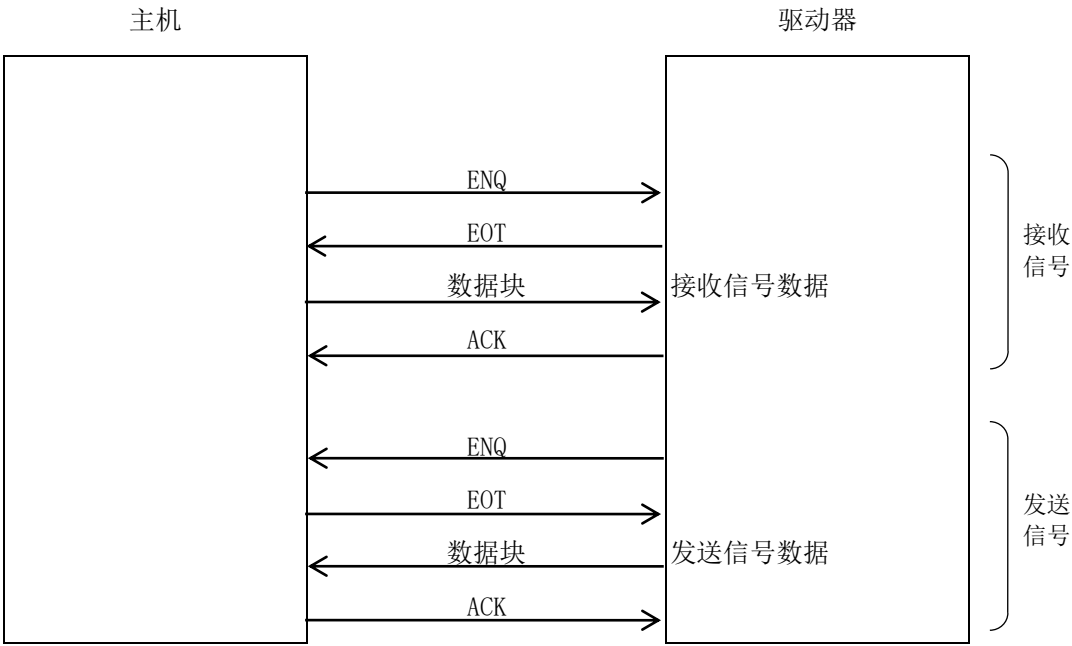 主机
驱动器
ENQ
EOT
数据块
接收信号数据
ACK
接收
信号
ENQ
EOT
数据块
发送信号数据
ACK
发送
信号